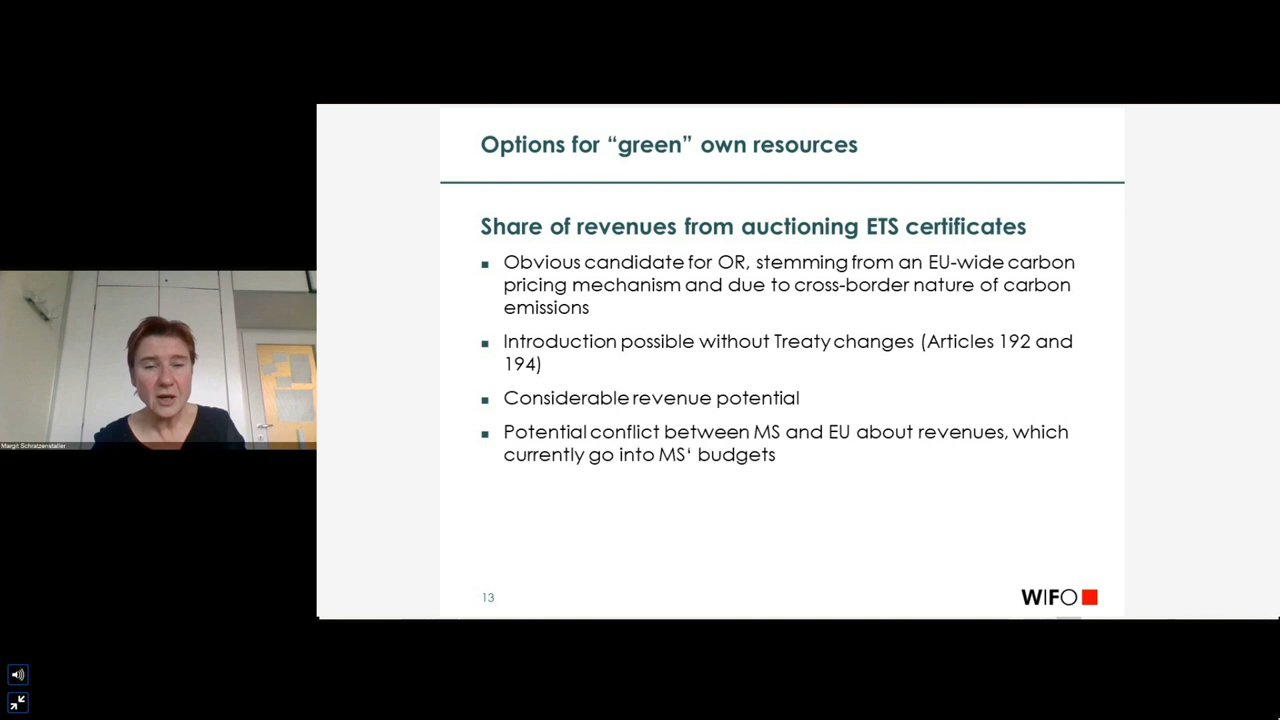 Options for “green” own resources
Share of revenues from auctioning ETS certificates
Obvious candidate for OR, stemming from an EU-wide carbon
pricing mechanism and due to cross-border nature of carbon
emissions
Introduction possible without Treaty changes (Articles 192 and
194)
Considerable revenue potential
Potential conflict between MS and EU about revenues, which
currently go into MS‘ budgets
Margit Schratzenstaller
13
WIFO